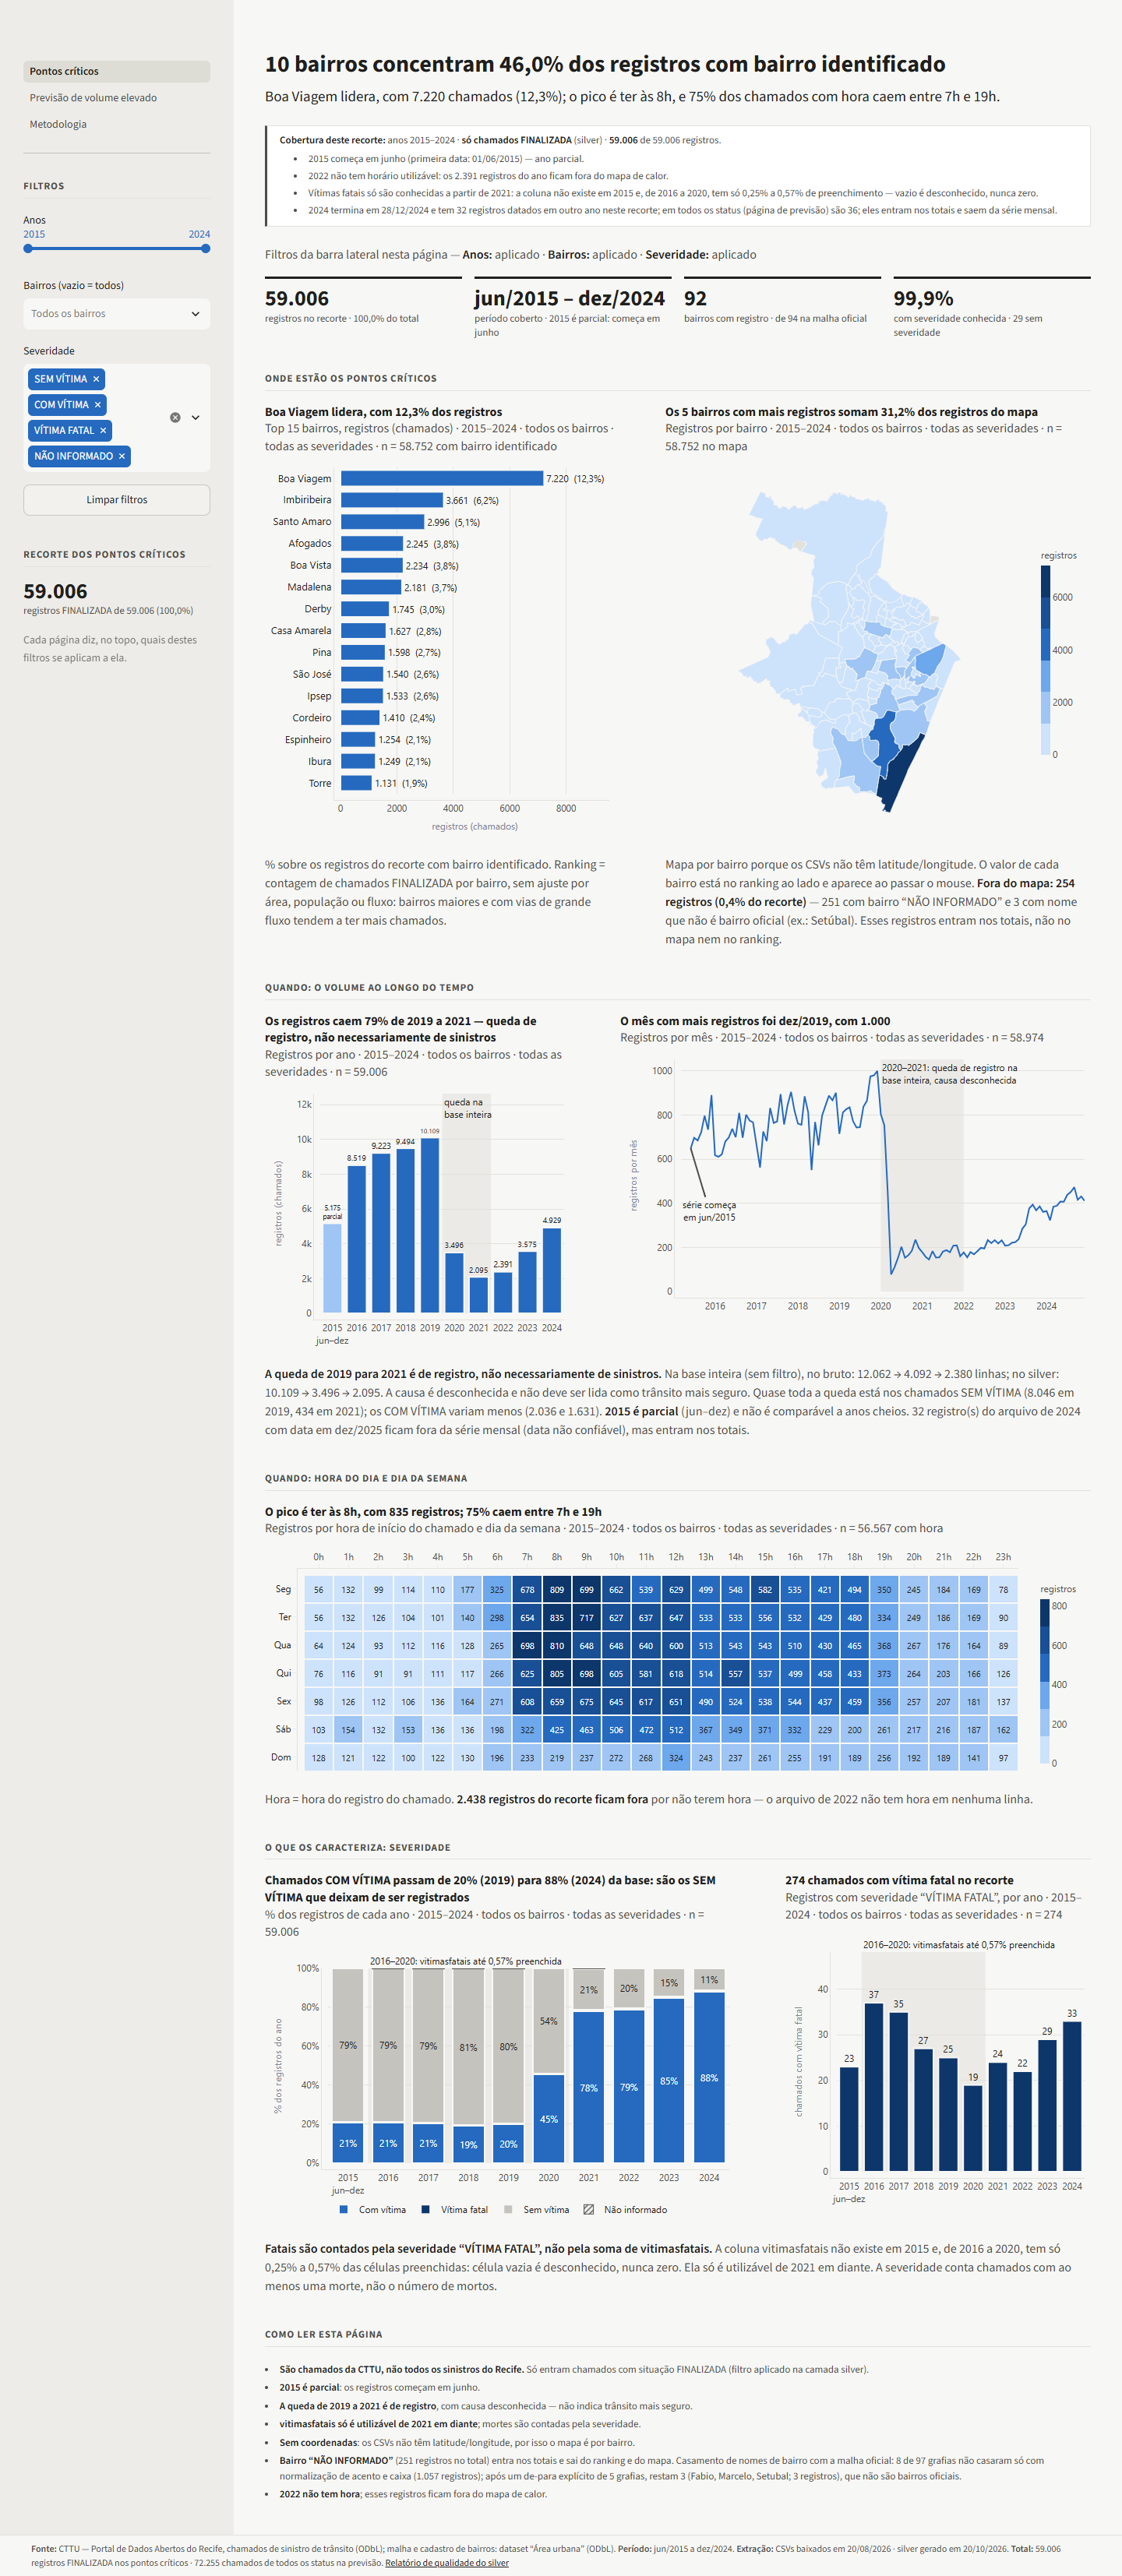 Pontos críticos
Previsão de volume elevado
Metodologia
FILTROS
Anos
2015 2024
Bairros (vazio = todos)
Todos os bairros
Severidade
SEM VÍTIMA ×
COM VÍTIMA ×
VÍTIMA FATAL ×
NÃO INFORMADO ×
Limpar filtros
RECORTE DOS PONTOS CRÍTICOS
59.006
registros FINALIZADA de 59.006 (100,0%)
Cada página diz, no topo, quais destes
filtros se aplicam a ela.
10 bairros concentram 46,0% dos registros com bairro identificado
Boa Viagem lidera, com 7.220 chamados (12,3%); o pico é ter às 8h, e 75% dos chamados com hora caem entre 7h e 19h.
Cobertura deste recorte: anos 2015–2024 · só chamados FINALIZADA (silver) · 59.006 de 59.006 registros.
• 2015 começa em junho (primeira data: 01/06/2015) — ano parcial.
• 2022 não tem horário utilizável: os 2.391 registros do ano ficam fora do mapa de calor.
• Vítimas fatais só são conhecidas a partir de 2021: a coluna não existe em 2015 e, de 2016 a 2020, tem só 0,25% a 0,57% de preenchimento — vazio é desconhecido, nunca zero.
• 2024 termina em 28/12/2024 e tem 32 registros datados em outro ano neste recorte; em todos os status (página de previsão) são 36; eles entram nos totais e saem da série mensal.
Filtros da barra lateral nesta página — Anos: aplicado · Bairros: aplicado · Severidade: aplicado
59.006
registros no recorte · 100,0% do total
jun/2015 – dez/2024
período coberto · 2015 é parcial: começa em
junho
92
bairros com registro · de 94 na malha oficial
99,9%
com severidade conhecida · 29 sem
severidade
ONDE ESTÃO OS PONTOS CRÍTICOS
Boa Viagem lidera, com 12,3% dos registros
Top 15 bairros, registros (chamados) · 2015–2024 · todos os bairros ·
todas as severidades · n = 58.752 com bairro identificado
Boa Viagem 7.220 (12,3%)
Imbiribeira 3.661 (6,2%)
Santo Amaro 2.996 (5,1%)
Afogados 2.245 (3,8%)
Boa Vista 2.234 (3,8%)
Madalena 2.181 (3,7%)
Derby 1.745 (3,0%)
Casa Amarela 1.627 (2,8%)
Pina 1.598 (2,7%)
São José 1.540 (2,6%)
Ipsep 1.533 (2,6%)
Cordeiro 1.410 (2,4%)
Espinheiro 1.254 (2,1%)
Ibura 1.249 (2,1%)
Torre 1.131 (1,9%)
0 2000 4000 6000 8000
registros (chamados)
Os 5 bairros com mais registros somam 31,2% dos registros do mapa
Registros por bairro · 2015–2024 · todos os bairros · todas as severidades · n =
58.752 no mapa
registros
6000
4000
2000
0
% sobre os registros do recorte com bairro identificado. Ranking =
contagem de chamados FINALIZADA por bairro, sem ajuste por
área, população ou fluxo: bairros maiores e com vias de grande
fluxo tendem a ter mais chamados.
Mapa por bairro porque os CSVs não têm latitude/longitude. O valor de cada
bairro está no ranking ao lado e aparece ao passar o mouse. Fora do mapa: 254
registros (0,4% do recorte) — 251 com bairro “NÃO INFORMADO” e 3 com nome
que não é bairro oficial (ex.: Setúbal). Esses registros entram nos totais, não no
mapa nem no ranking.
QUANDO: O VOLUME AO LONGO DO TEMPO
Os registros caem 79% de 2019 a 2021 — queda de
registro, não necessariamente de sinistros
Registros por ano · 2015–2024 · todos os bairros · todas as
severidades · n = 59.006
queda na
base inteira
12k
10k
8k
6k
4k
2k
0
registros (chamados)
5.175
parcial
8.519
9.223
9.494
10.109
3.496
2.095
2.391
3.575
4.929
2015 2016 2017 2018 2019 2020 2021 2022 2023 2024
jun–dez
O mês com mais registros foi dez/2019, com 1.000
Registros por mês · 2015–2024 · todos os bairros · todas as severidades · n = 58.974
2020–2021: queda de registro na
base inteira, causa desconhecida
1000
800
600
400
200
0
registros por mês
série começa
em jun/2015
2016 2017 2018 2019 2020 2021 2022 2023 2024
A queda de 2019 para 2021 é de registro, não necessariamente de sinistros. Na base inteira (sem filtro), no bruto: 12.062 → 4.092 → 2.380 linhas; no silver:
10.109 → 3.496 → 2.095. A causa é desconhecida e não deve ser lida como trânsito mais seguro. Quase toda a queda está nos chamados SEM VÍTIMA (8.046 em
2019, 434 em 2021); os COM VÍTIMA variam menos (2.036 e 1.631). 2015 é parcial (jun–dez) e não é comparável a anos cheios. 32 registro(s) do arquivo de 2024
com data em dez/2025 ficam fora da série mensal (data não confiável), mas entram nos totais.
QUANDO: HORA DO DIA E DIA DA SEMANA
O pico é ter às 8h, com 835 registros; 75% caem entre 7h e 19h
Registros por hora de início do chamado e dia da semana · 2015–2024 · todos os bairros · todas as severidades · n = 56.567 com hora
0h 1h 2h 3h 4h 5h 6h 7h 8h 9h 10h 11h 12h 13h 14h 15h 16h 17h 18h 19h 20h 21h 22h 23h
Seg 56 132 99 114 110 177 325 678 809 699 662 539 629 499 548 582 535 421 494 350 245 184 169 78
Ter 56 132 126 104 101 140 298 654 835 717 627 637 647 533 533 556 532 429 480 334 249 186 169 90
Qua 64 124 93 112 116 128 265 698 810 648 648 640 600 513 543 543 510 430 465 368 267 176 164 89
Qui 76 116 91 91 111 117 266 625 805 698 605 581 618 514 557 537 499 458 433 373 264 203 166 126
Sex 98 126 112 106 136 164 271 608 659 675 645 617 651 490 524 538 544 437 459 356 257 207 181 137
Sáb 103 154 132 153 136 136 198 322 425 463 506 472 512 367 349 371 332 229 200 261 217 216 187 162
Dom 128 121 122 100 122 130 196 233 219 237 272 268 324 243 237 261 255 191 189 256 192 189 141 97
registros
800
600
400
200
0
Hora = hora do registro do chamado. 2.438 registros do recorte ficam fora por não terem hora — o arquivo de 2022 não tem hora em nenhuma linha.
O QUE OS CARACTERIZA: SEVERIDADE
Chamados COM VÍTIMA passam de 20% (2019) para 88% (2024) da base: são os SEM
VÍTIMA que deixam de ser registrados
% dos registros de cada ano · 2015–2024 · todos os bairros · todas as severidades · n =
59.006
2016–2020: vitimasfatais até 0,57% preenchida
100%
80%
60%
40%
20%
0%
% dos registros do ano
79% 79% 79% 81% 80% 54% 21% 20% 15% 11%
21% 21% 21% 19% 20% 45% 78% 79% 85% 88%
2015 2016 2017 2018 2019 2020 2021 2022 2023 2024
jun–dez
Com vítima Vítima fatal Sem vítima Não informado
274 chamados com vítima fatal no recorte
Registros com severidade “VÍTIMA FATAL”, por ano · 2015–
2024 · todos os bairros · todas as severidades · n = 274
2016–2020: vitimasfatais até 0,57% preenchida
40
30
20
10
0
chamados com vítima fatal
23 37 35 27 25 19 24 22 29 33
2015 2016 2017 2018 2019 2020 2021 2022 2023 2024
jun–dez
Fatais são contados pela severidade “VÍTIMA FATAL”, não pela soma de vitimasfatais. A coluna vitimasfatais não existe em 2015 e, de 2016 a 2020, tem só
0,25% a 0,57% das células preenchidas: célula vazia é desconhecido, nunca zero. Ela só é utilizável de 2021 em diante. A severidade conta chamados com ao
menos uma morte, não o número de mortos.
COMO LER ESTA PÁGINA
• São chamados da CTTU, não todos os sinistros do Recife. Só entram chamados com situação FINALIZADA (filtro aplicado na camada silver).
• 2015 é parcial: os registros começam em junho.
• A queda de 2019 a 2021 é de registro, com causa desconhecida — não indica trânsito mais seguro.
• vitimasfatais só é utilizável de 2021 em diante; mortes são contadas pela severidade.
• Sem coordenadas: os CSVs não têm latitude/longitude, por isso o mapa é por bairro.
• Bairro “NÃO INFORMADO” (251 registros no total) entra nos totais e sai do ranking e do mapa. Casamento de nomes de bairro com a malha oficial: 8 de 97 grafias não casaram só com
normalização de acento e caixa (1.057 registros); após um de-para explícito de 5 grafias, restam 3 (Fabio, Marcelo, Setubal; 3 registros), que não são bairros oficiais.
• 2022 não tem hora; esses registros ficam fora do mapa de calor.
Fonte: CTTU — Portal de Dados Abertos do Recife, chamados de sinistro de trânsito (ODbL); malha e cadastro de bairros: dataset “Área urbana” (ODbL). Período: jun/2015 a dez/2024. Extração: CSVs baixados em 20/08/2026 · silver gerado em 20/10/2026. Total: 59.006
registros FINALIZADA nos pontos críticos · 72.255 chamados de todos os status na previsão. Relatório de qualidade do silver